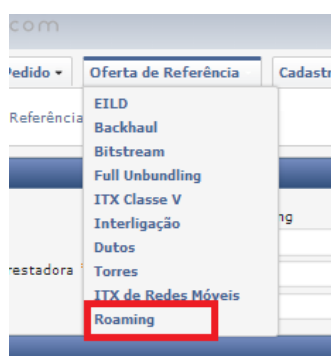 com
Pedido Oferta de Referência Cadastr
EILD
Backhaul
Referência
Bitstream
Full Unbundling
ITX Classe V
Interligação ng
Dutos
restadora Torres
ITX de Redes Móveis
Roaming